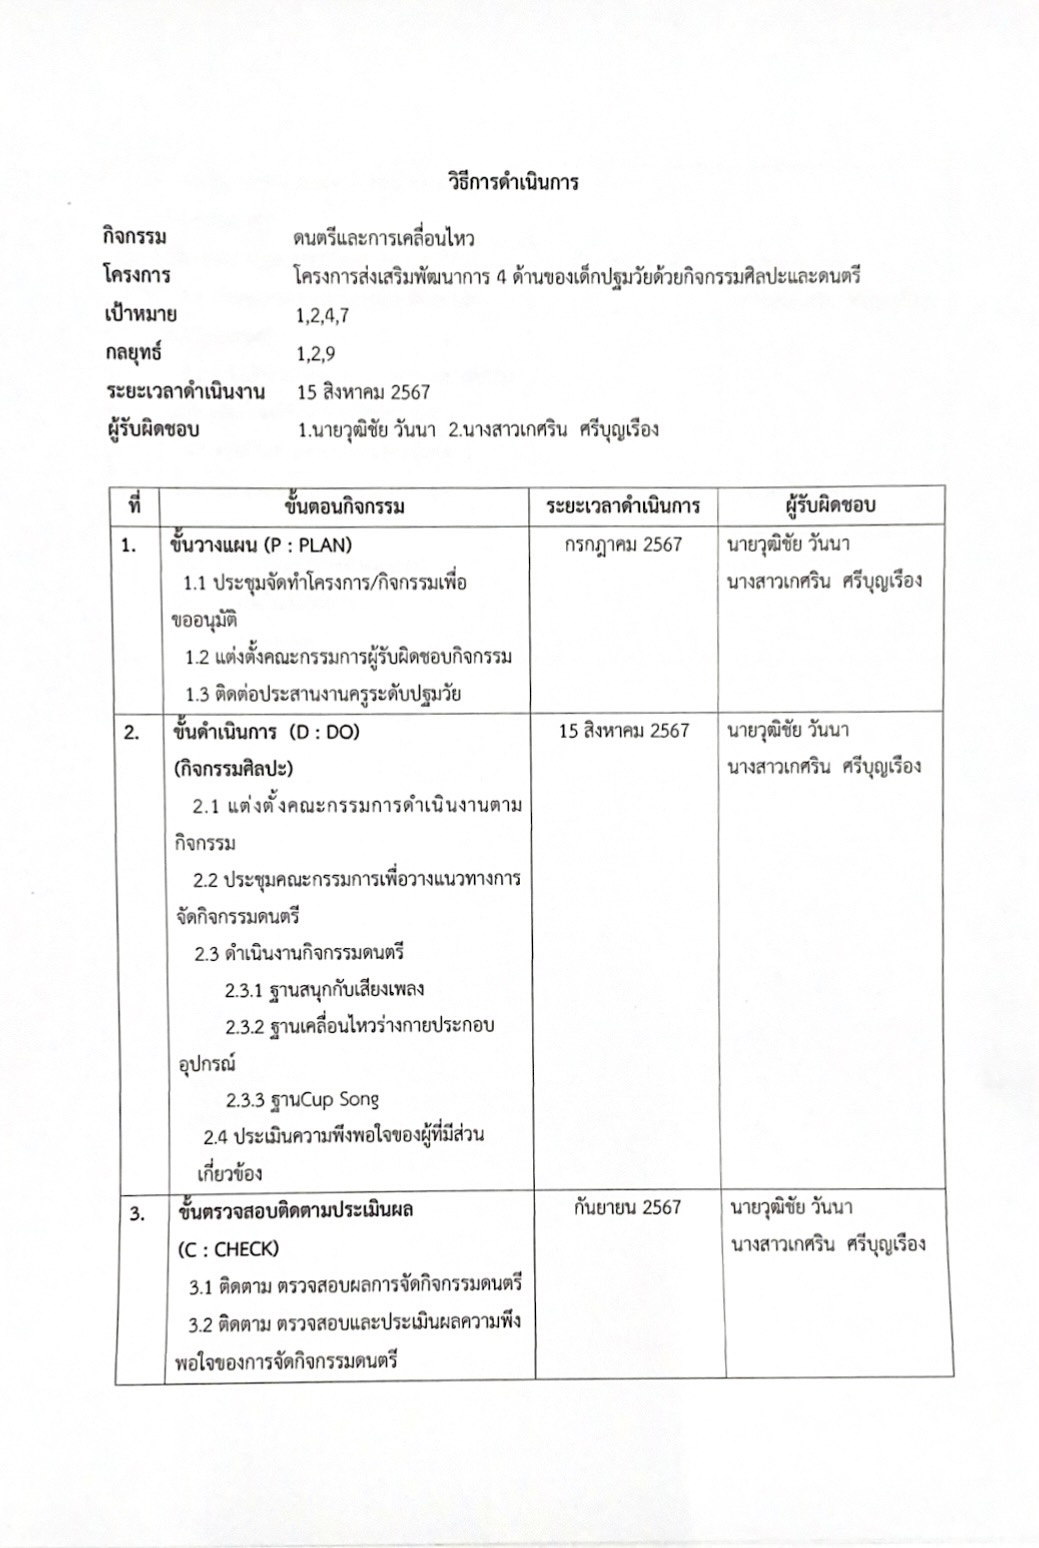 วิธีการดำเนินการ
กิจกรรม ดนตรีและการเคลื่อนไหว
โครงการ โครงการส่งเสริมพัฒนาการ 4 ด้านของเด็กปฐมวัยด้วยกิจกรรมศิลปะและดนตรี
เป้าหมาย 1,2,4,7
กลยุทธ์ 1,2,9
ระยะเวลาดำเนินงาน 15 สิงหาคม 2567
ผู้รับผิดชอบ 1.นายวุฒิชัย วันนา 2.นางสาวเกศริน ศรีบุญเรือง
ที่ ขั้นตอนกิจกรรม ระยะเวลาดำเนินการ ผู้รับผิดชอบ
1. ขั้นวางแผน (P : PLAN) กรกฎาคม 2567 นายวุฒิชัย วันนา
1.1 ประชุมจัดทำโครงการ/กิจกรรมเพื่อ นางสาวเกศริน ศรีบุญเรือง
ขออนุมัติ
1.2 แต่งตั้งคณะกรรมการผู้รับผิดชอบกิจกรรม
1.3 ติดต่อประสานงานครูระดับปฐมวัย
2. ขั้นดำเนินการ (D : DO) 15 สิงหาคม 2567 นายวุฒิชัย วันนา
(กิจกรรมศิลปะ) นางสาวเกศริน ศรีบุญเรือง
2.1 แต่งตั้งคณะกรรมการดำเนินงานตาม
กิจกรรม
2.2 ประชุมคณะกรรมการเพื่อวางแนวทางการ
จัดกิจกรรมดนตรี
2.3 ดำเนินงานกิจกรรมดนตรี
2.3.1 ฐานสนุกกับเสียงเพลง
2.3.2 ฐานเคลื่อนไหวร่างกายประกอบ
อุปกรณ์
2.3.3 ฐานCup Song
2.4 ประเมินความพึงพอใจของผู้ที่มีส่วน
เกี่ยวข้อง
3. ขั้นตรวจสอบติดตามประเมินผล กันยายน 2567 นายวุฒิชัย วันนา
(C : CHECK) นางสาวเกศริน ศรีบุญเรือง
3.1 ติดตาม ตรวจสอบผลการจัดกิจกรรมดนตรี
3.2 ติดตาม ตรวจสอบและประเมินผลความพึง
พอใจของการจัดกิจกรรมดนตรี